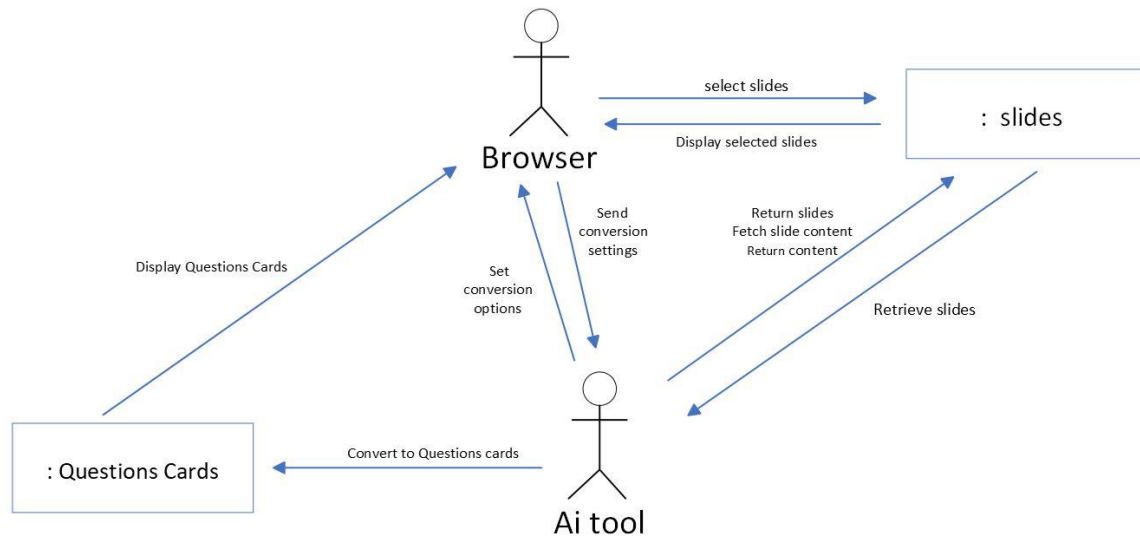 select slides
: slides
Display selected slides
Browser
Send
conversion
settings
Return slides
Fetch slide content
Return content
Display Questions Cards
Set
conversion
options
Retrieve slides
: Questions Cards
Convert to Questions cards
Ai tool